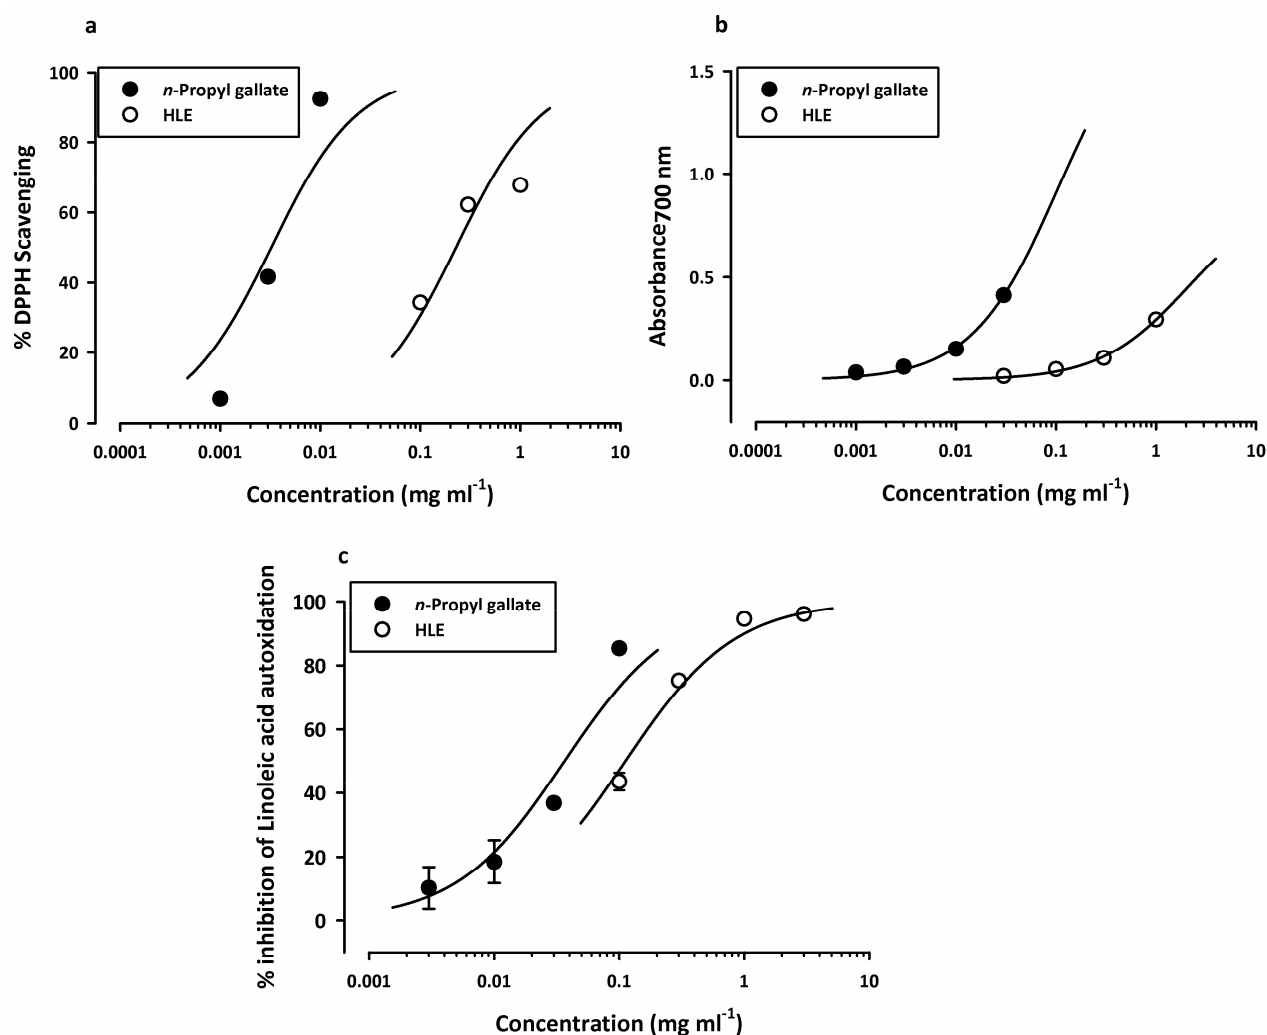 a
n-Propyl gallate
HLE
100
80
60
40
20
0
% DPPH Scavenging
0.0001 0.001 0.01 0.1 1 10
Concentration (mg ml-1)
b
n-Propyl gallate
HLE
1.5
1.0
0.5
0.0
Absorbance700 nm
0.0001 0.001 0.01 0.1 1 10
Concentration (mg ml-1)
c
n-Propyl gallate
HLE
100
80
60
40
20
0
% inhibition of Linoleic acid autoxidation
0.001 0.01 0.1 1 10
Concentration (mg ml-1)